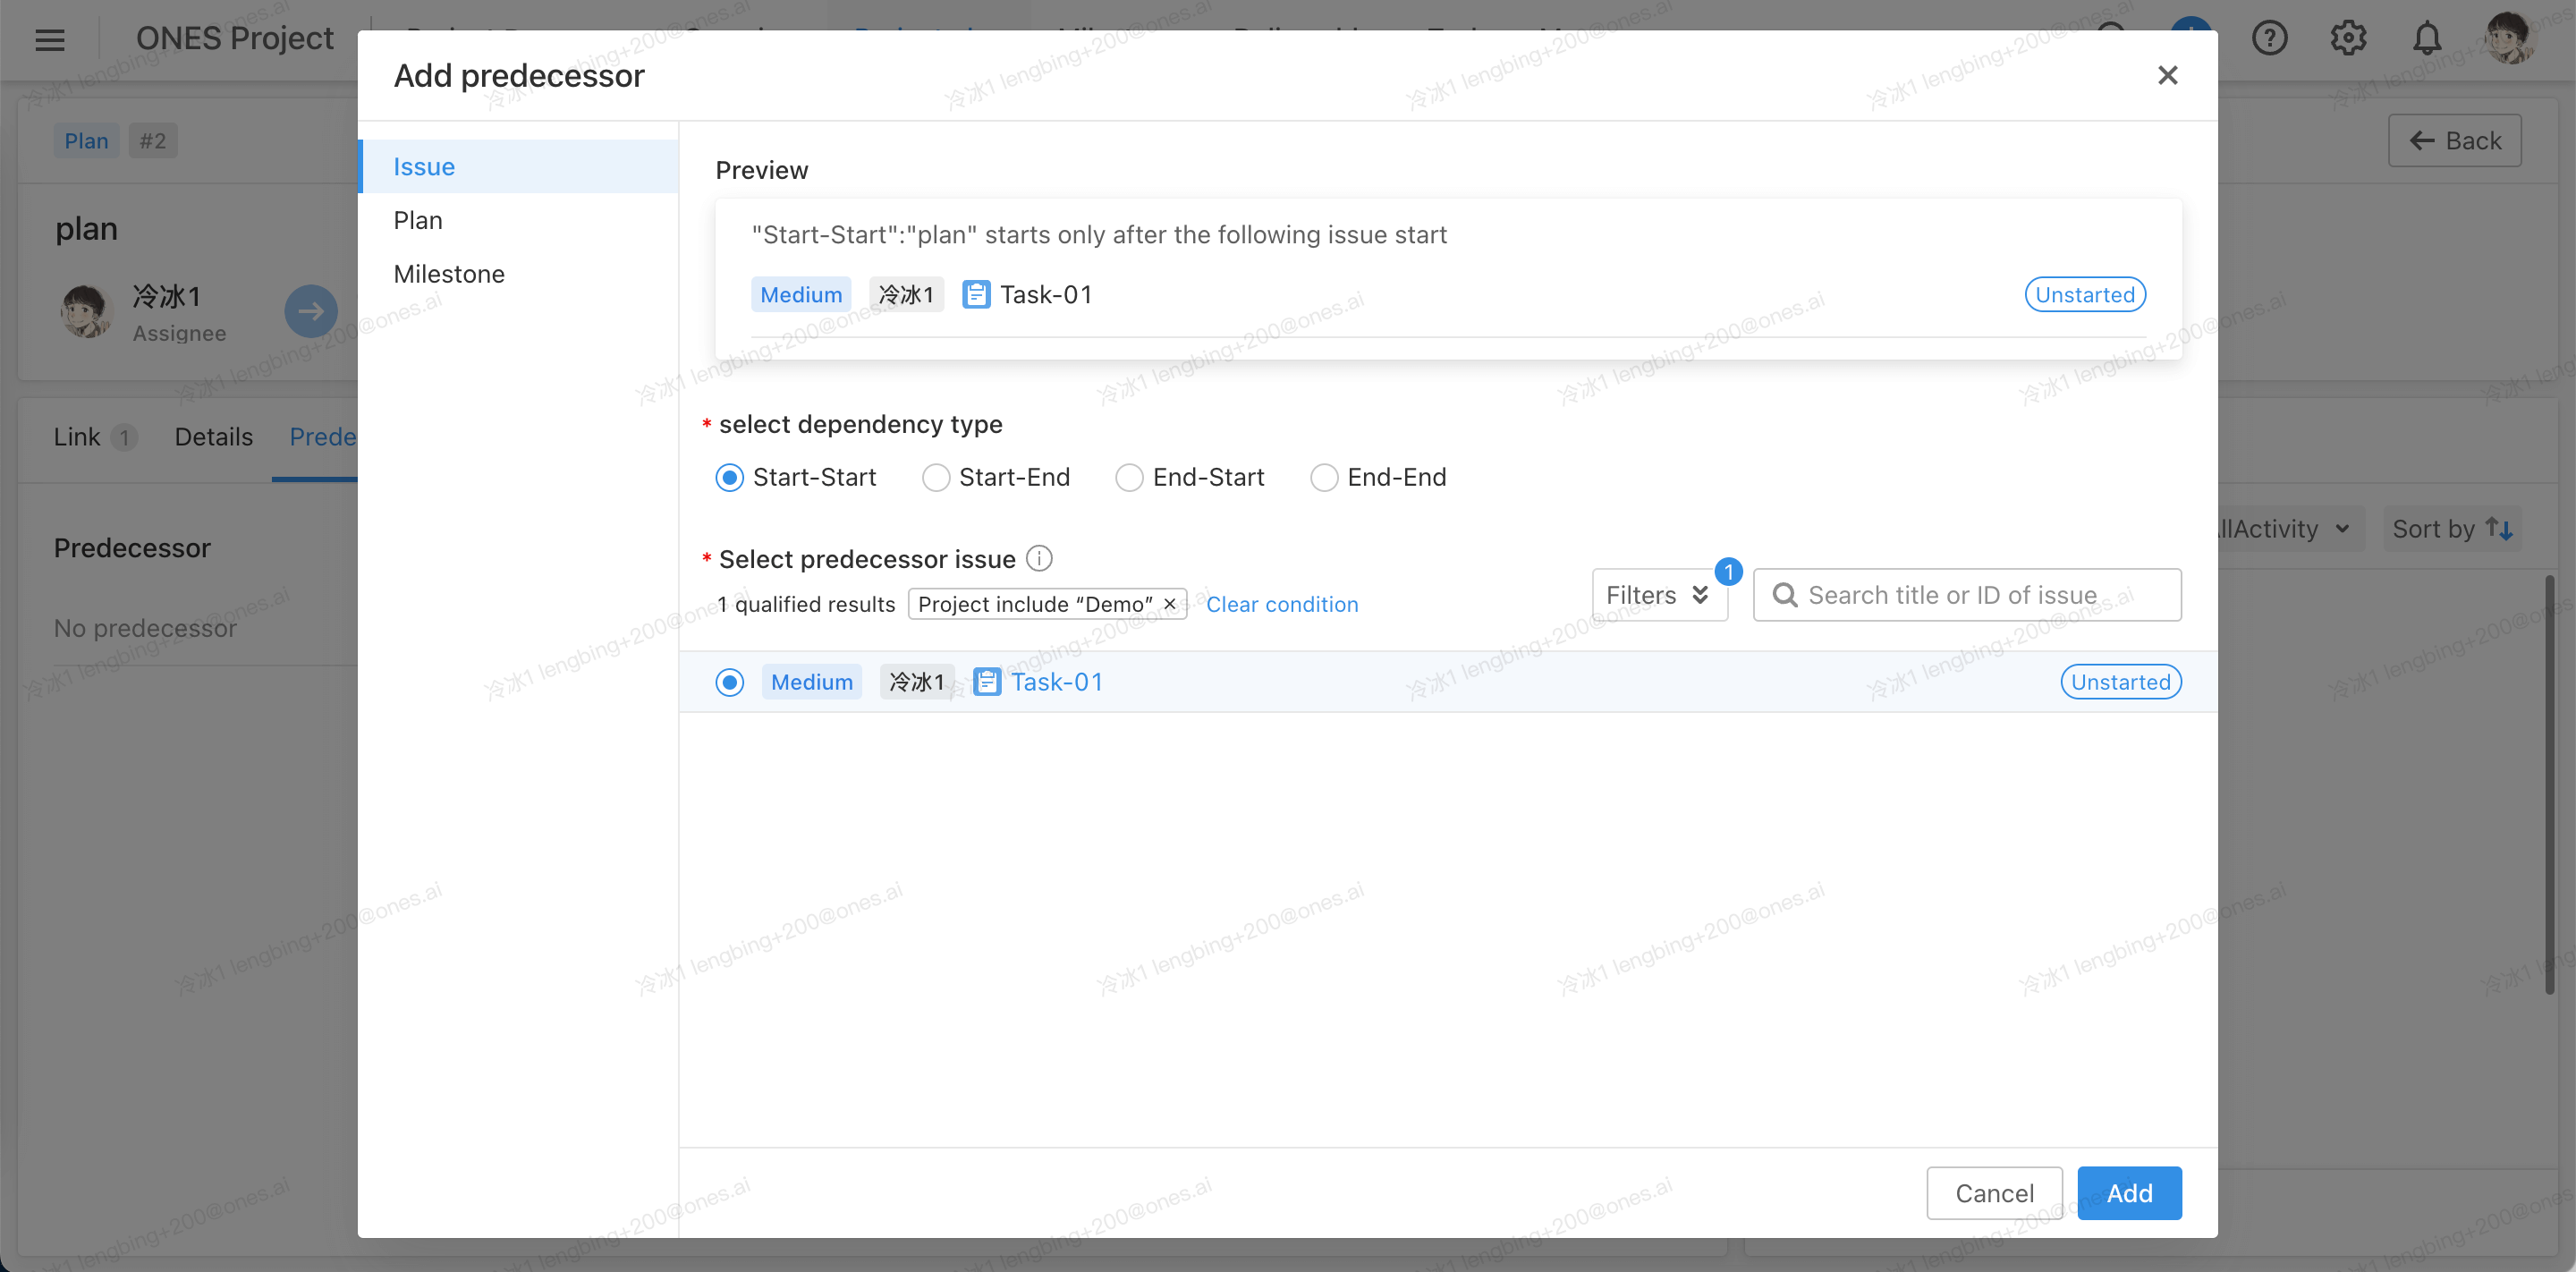 ONES Project
Add predecessor
Plan
#2
Back
plan
冷冰1
Assignee
Issue
Plan
Milestone
Preview
"Start-Start":"plan" starts only after the following issue start
Medium 冷冰1 Task-01 Unstarted
Link 1 Details Prede
* select dependency type
Start-Start Start-End End-Start End-End
Predecessor
No predecessor
llActivity Sort by
* Select predecessor issue
1 qualified results Project include “Demo” × Clear condition
Filters 1 Search title or ID of issue
Medium 冷冰1 Task-01 Unstarted
Cancel Add
冷冰1 lengbing+200@ones.ai